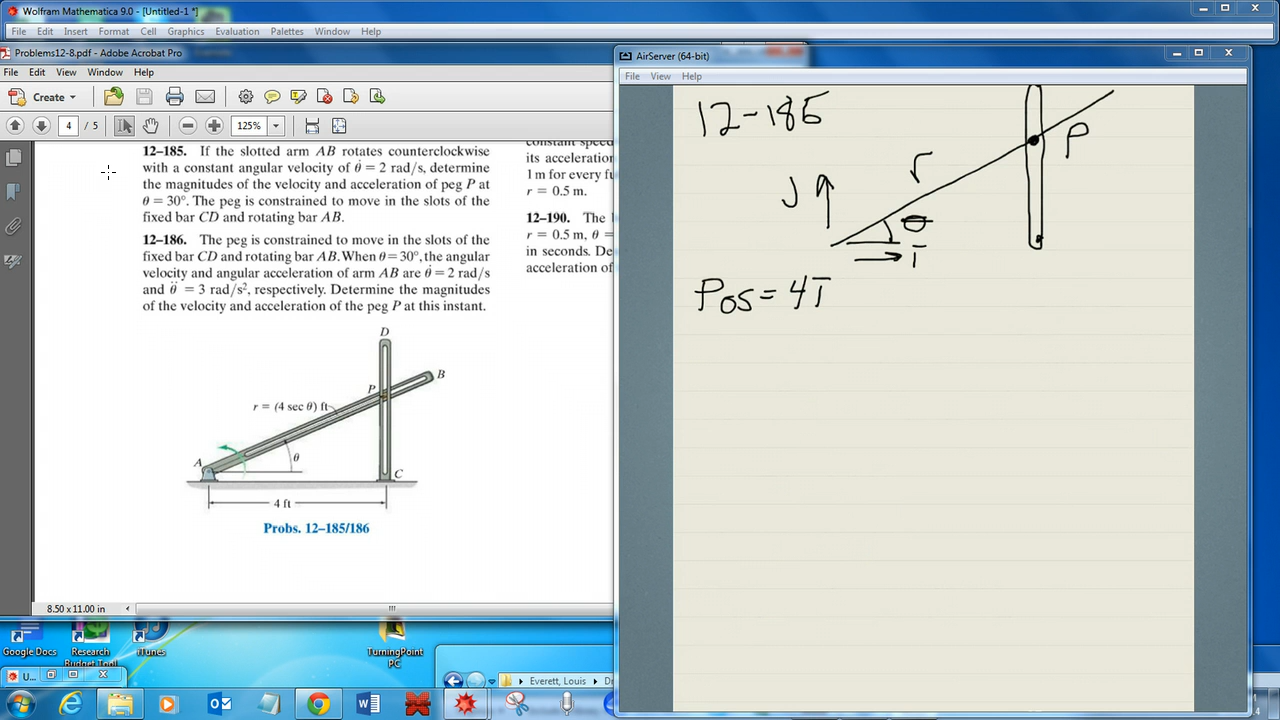 Wolfram Mathematica 9.0 - [Untitled-1 *]
File Edit Insert Format Cell Graphics Evaluation Palettes Window Help
Problems12-8.pdf - Adobe Acrobat Pro
File Edit View Window Help
Create
4 / 5
125%
12–185. If the slotted arm AB rotates counterclockwise
with a constant angular velocity of θ̇ = 2 rad/s, determine
the magnitudes of the velocity and acceleration of peg P at
θ = 30°. The peg is constrained to move in the slots of the
fixed bar CD and rotating bar AB.
12–186. The peg is constrained to move in the slots of the
fixed bar CD and rotating bar AB. When θ = 30°, the angular
velocity and angular acceleration of arm AB are θ̇ = 2 rad/s
and θ̈ = 3 rad/s², respectively. Determine the magnitudes
of the velocity and acceleration of the peg P at this instant.
D
B
P
r = (4 sec θ) ft
A
θ
C
4 ft
Probs. 12–185/186
constant speed
its acceleration
1 m for every fu
r = 0.5 m.
12–190. The
r = 0.5 m, θ =
in seconds. De
acceleration of
8.50 x 11.00 in
AirServer (64-bit)
File View Help
12-185
P
r
J
θ
i
Pos = 4i
Google Docs
Research
Budget Tool
iTunes
TurningPoint
PC
U...
Everett, Louis